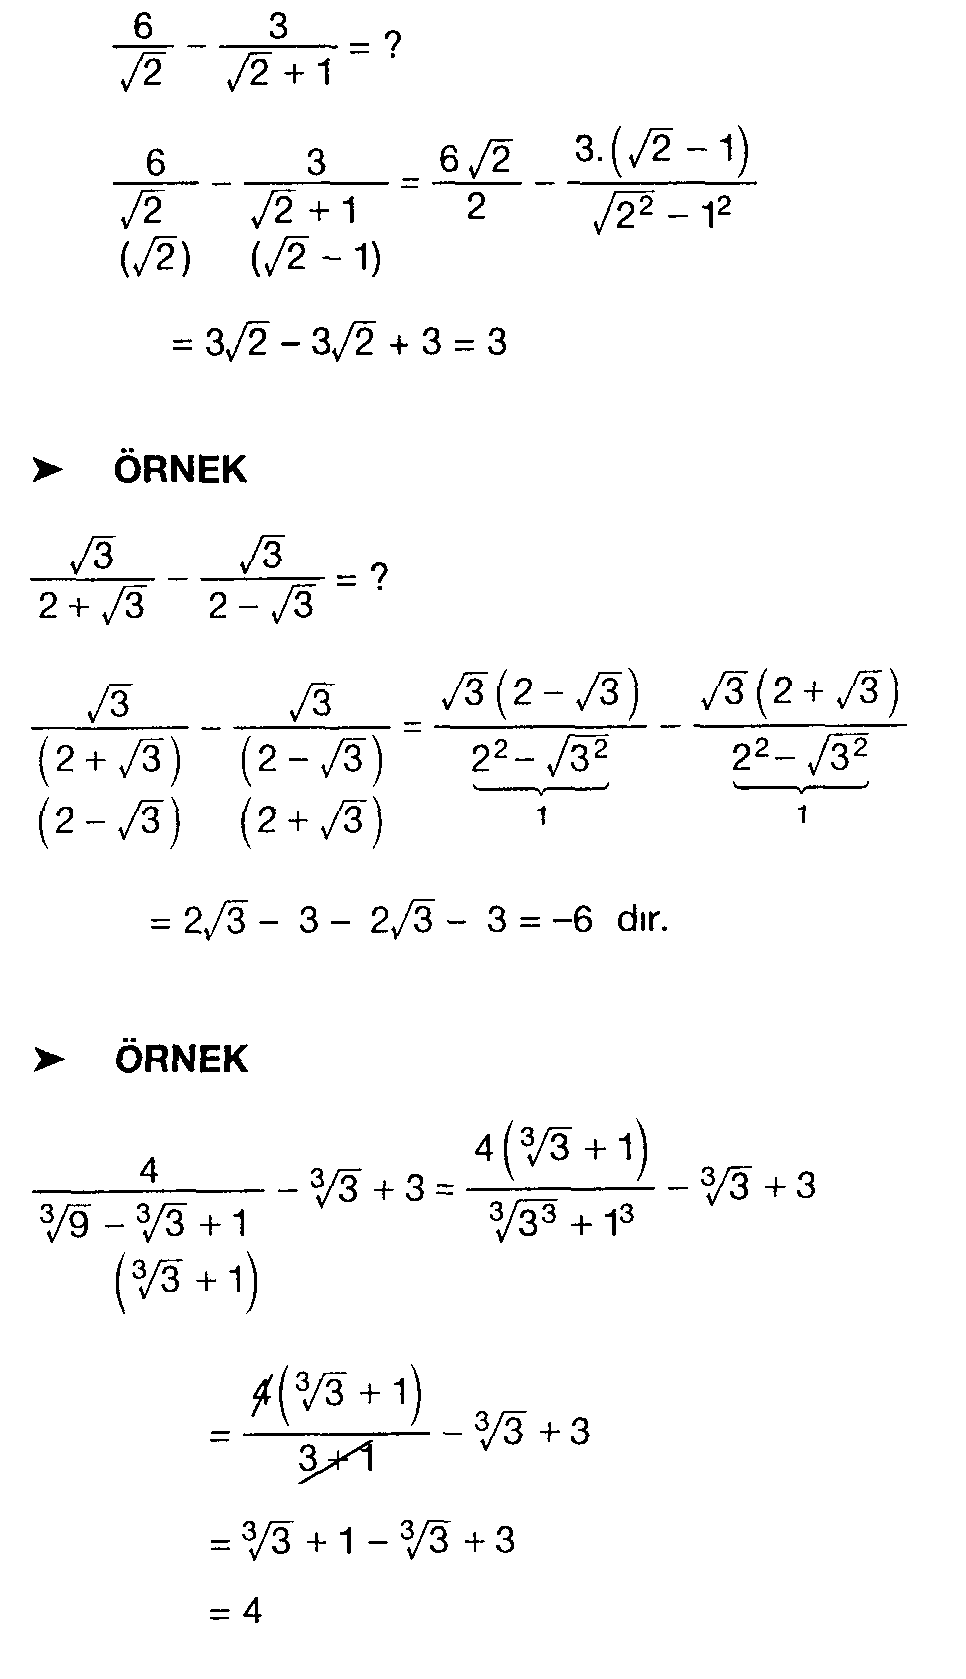 6/√2 − 3/(√2 + 1) = ?
6/√2 − 3/(√2 + 1) = 6√2/2 − 3.(√2 − 1)/(√2² − 1²)
(√2) (√2 − 1)
= 3√2 − 3√2 + 3 = 3
➤ ÖRNEK
√3/(2 + √3) − √3/(2 − √3) = ?
√3/(2 + √3) − √3/(2 − √3) = √3(2 − √3)/(2² − √3²) − √3(2 + √3)/(2² − √3²)
(2 − √3) (2 + √3) 1 1
= 2√3 − 3 − 2√3 − 3 = −6 dır.
➤ ÖRNEK
4/(∛9 − ∛3 + 1) − ∛3 + 3 = 4(∛3 + 1)/(∛3³ + 1³) − ∛3 + 3
(∛3 + 1)
= 4(∛3 + 1)/(3 + 1) − ∛3 + 3
= ∛3 + 1 − ∛3 + 3
= 4